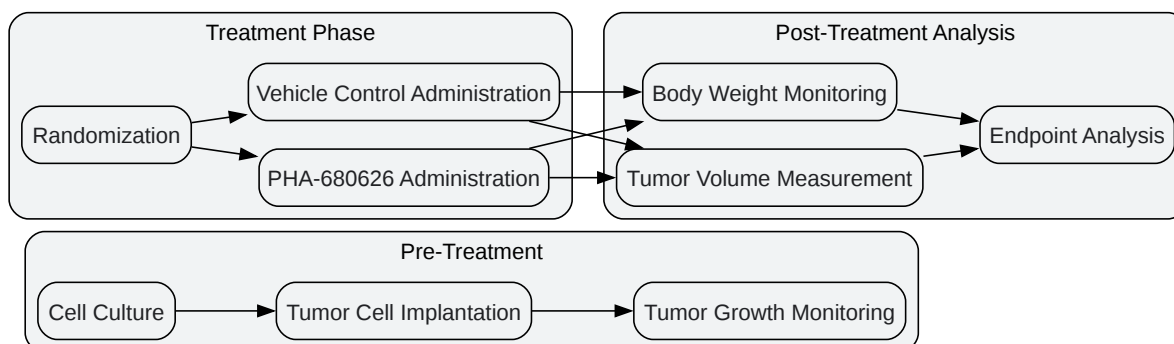 Treatment Phase
Randomization
Vehicle Control Administration
PHA-680626 Administration
Post-Treatment Analysis
Body Weight Monitoring
Tumor Volume Measurement
Endpoint Analysis
Pre-Treatment
Cell Culture
Tumor Cell Implantation
Tumor Growth Monitoring